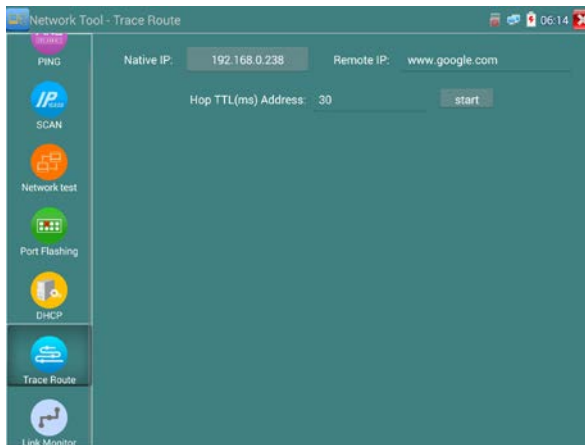 Network Tool - Trace Route
06:14
PING
Native IP: 192.168.0.238 Remote IP: www.google.com
IP
SCAN
Hop TTL(ms) Address: 30 start
Network test
Port Flashing
DHCP
Trace Route
Link Monitor